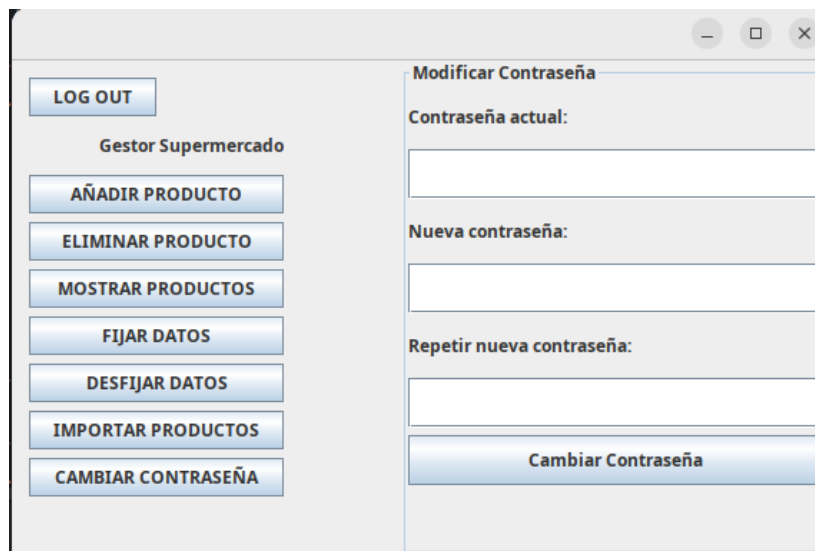 LOG OUT
Gestor Supermercado
AÑADIR PRODUCTO
ELIMINAR PRODUCTO
MOSTRAR PRODUCTOS
FIJAR DATOS
DESFIJAR DATOS
IMPORTAR PRODUCTOS
CAMBIAR CONTRASEÑA
Modificar Contraseña
Contraseña actual:
Nueva contraseña:
Repetir nueva contraseña:
Cambiar Contraseña